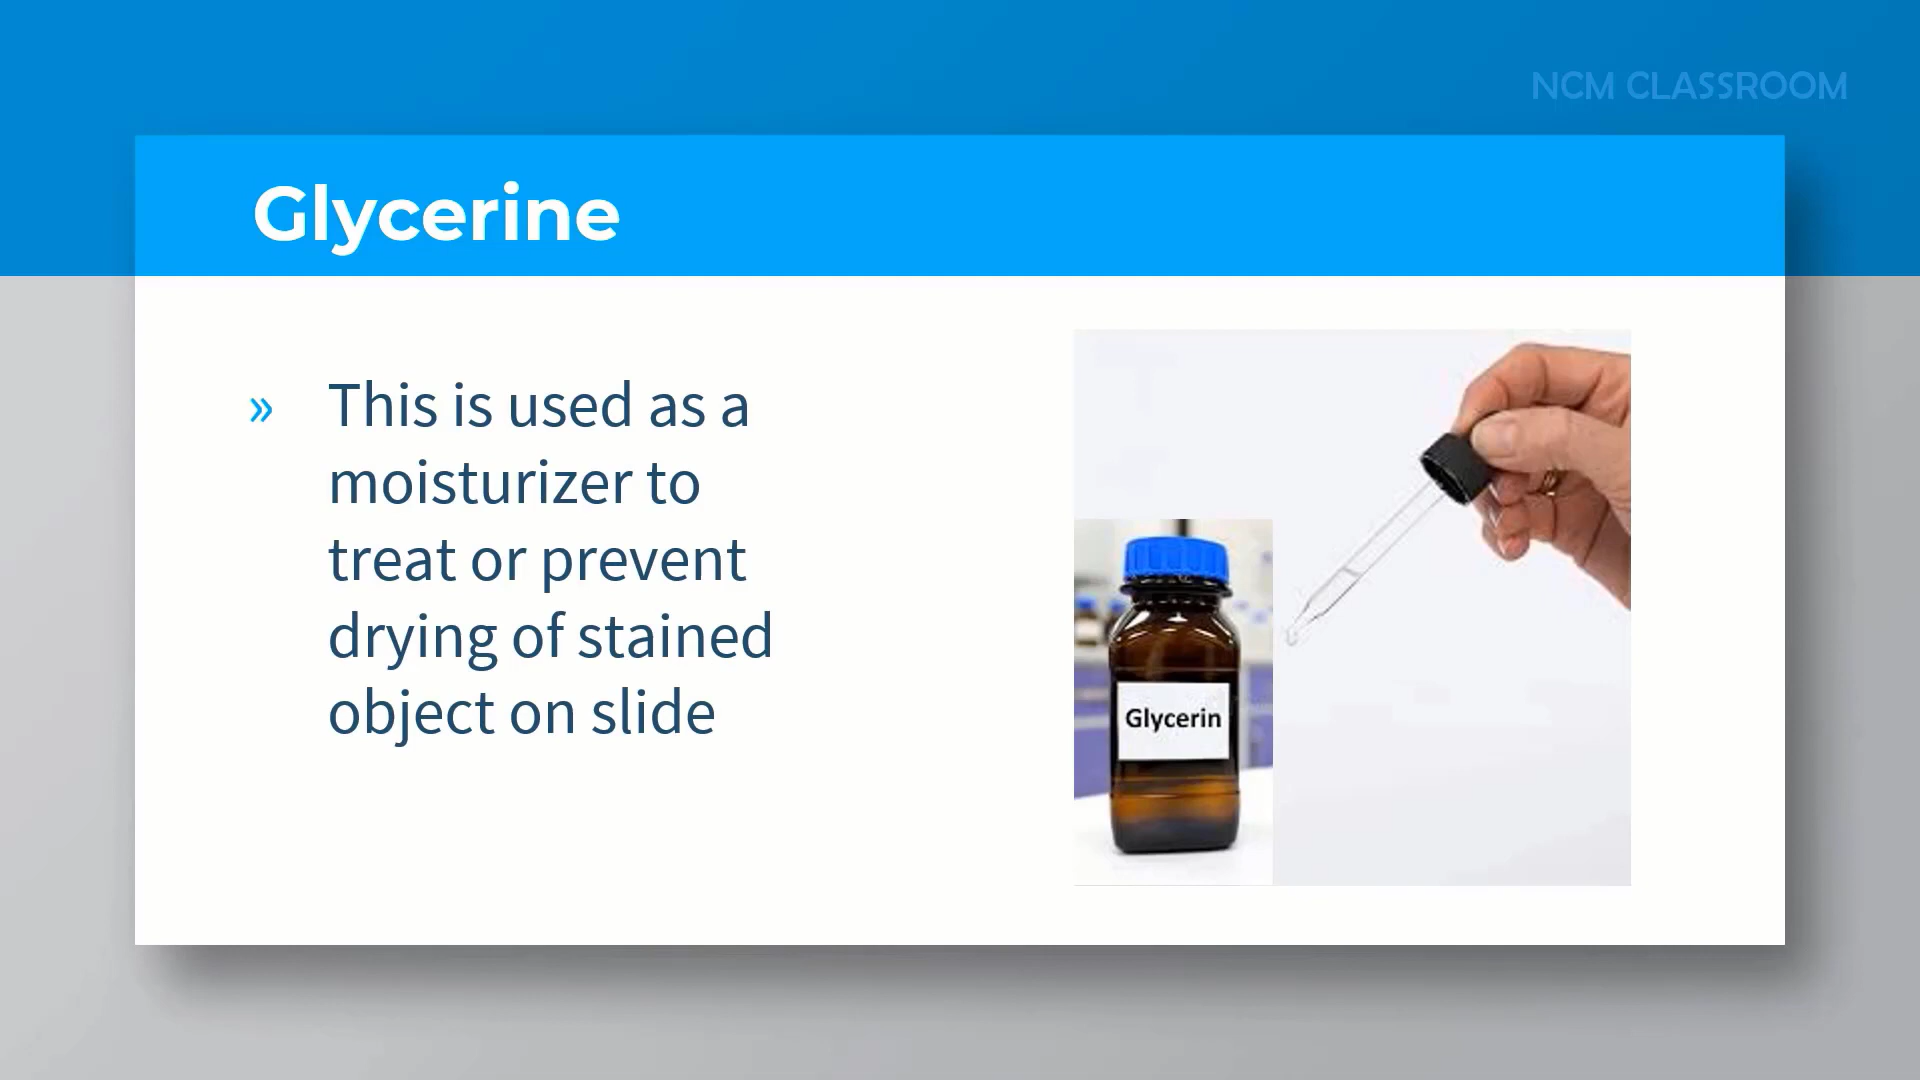 NCM CLASSROOM
Glycerine
» This is used as a
moisturizer to
treat or prevent
drying of stained
object on slide
Glycerin